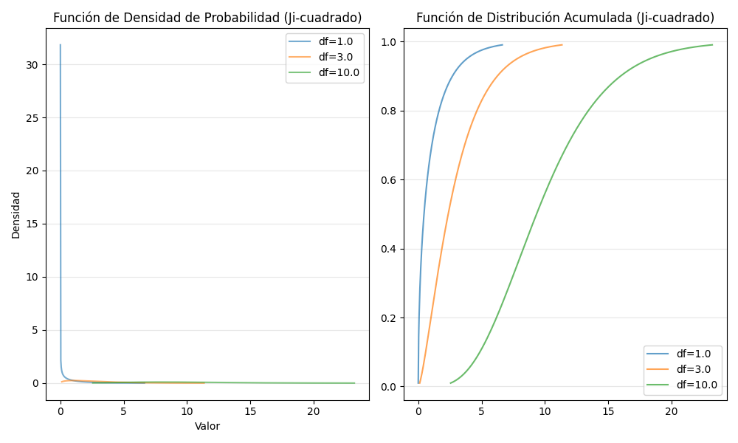 Función de Densidad de Probabilidad (Ji-cuadrado)
df=1.0
df=3.0
df=10.0
30
25
20
15
10
5
0
Densidad
0
5
10
15
20
Valor
Función de Distribución Acumulada (Ji-cuadrado)
1.0
0.8
0.6
0.4
0.2
0.0
df=1.0
df=3.0
df=10.0
0
5
10
15
20